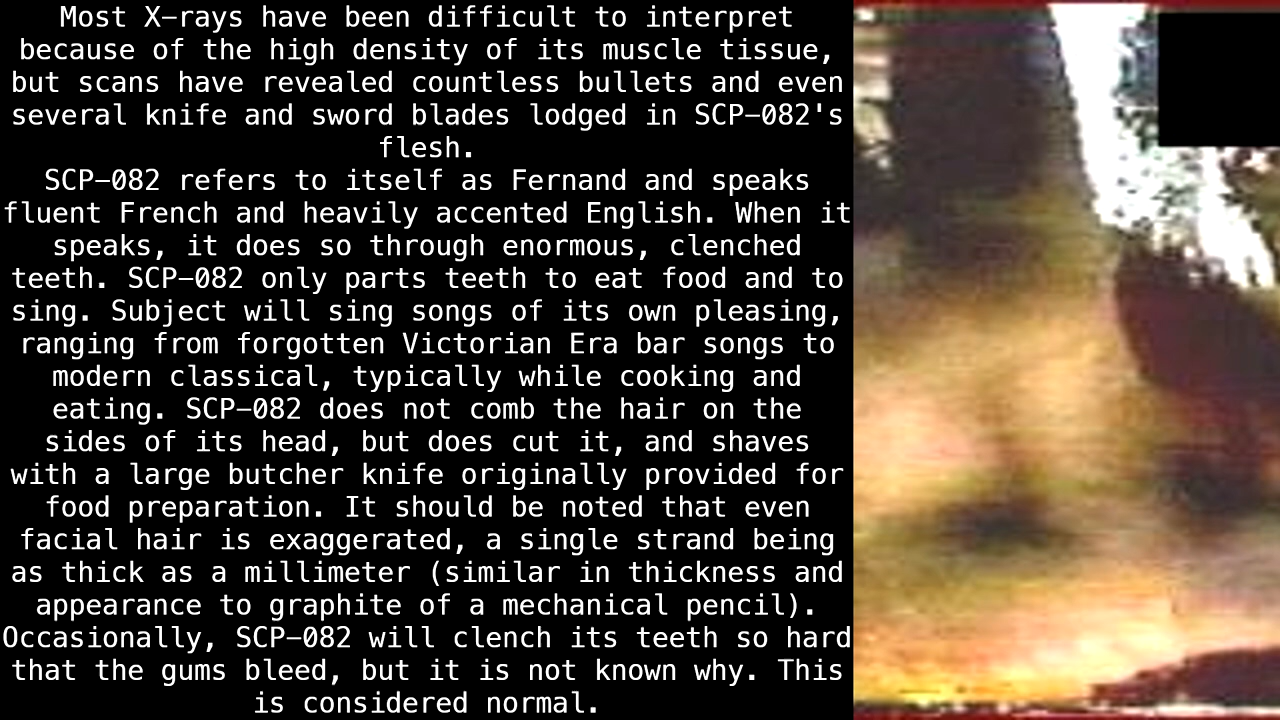 Most X-rays have been difficult to interpret
because of the high density of its muscle tissue,
but scans have revealed countless bullets and even
several knife and sword blades lodged in SCP-082's
flesh.
SCP-082 refers to itself as Fernand and speaks
fluent French and heavily accented English. When it
speaks, it does so through enormous, clenched
teeth. SCP-082 only parts teeth to eat food and to
sing. Subject will sing songs of its own pleasing,
ranging from forgotten Victorian Era bar songs to
modern classical, typically while cooking and
eating. SCP-082 does not comb the hair on the
sides of its head, but does cut it, and shaves
with a large butcher knife originally provided for
food preparation. It should be noted that even
facial hair is exaggerated, a single strand being
as thick as a millimeter (similar in thickness and
appearance to graphite of a mechanical pencil).
Occasionally, SCP-082 will clench its teeth so hard
that the gums bleed, but it is not known why. This
is considered normal.